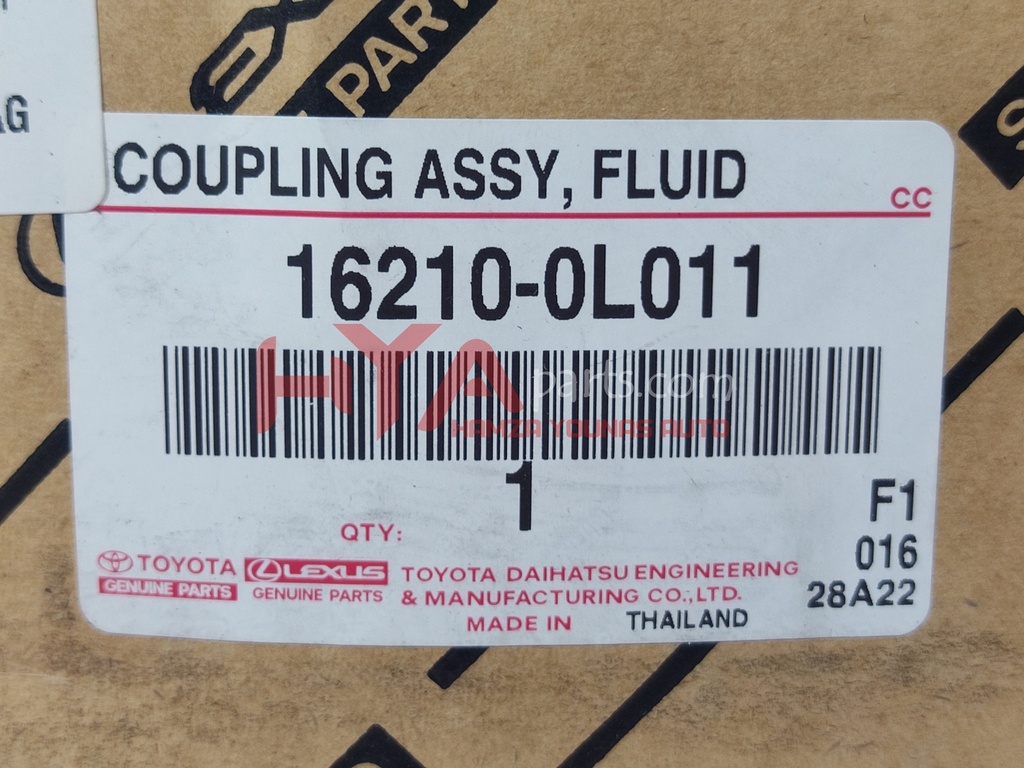 PART
AG
COUPLING ASSY, FLUID
CC
16210-0L011
HYA parts.com
HAMZA YOUNAS AUTO
1
QTY:
F1
016
28A22
TOYOTA
GENUINE PARTS
LEXUS
GENUINE PARTS
TOYOTA DAIHATSU ENGINEERING
& MANUFACTURING CO.,LTD.
MADE IN THAILAND